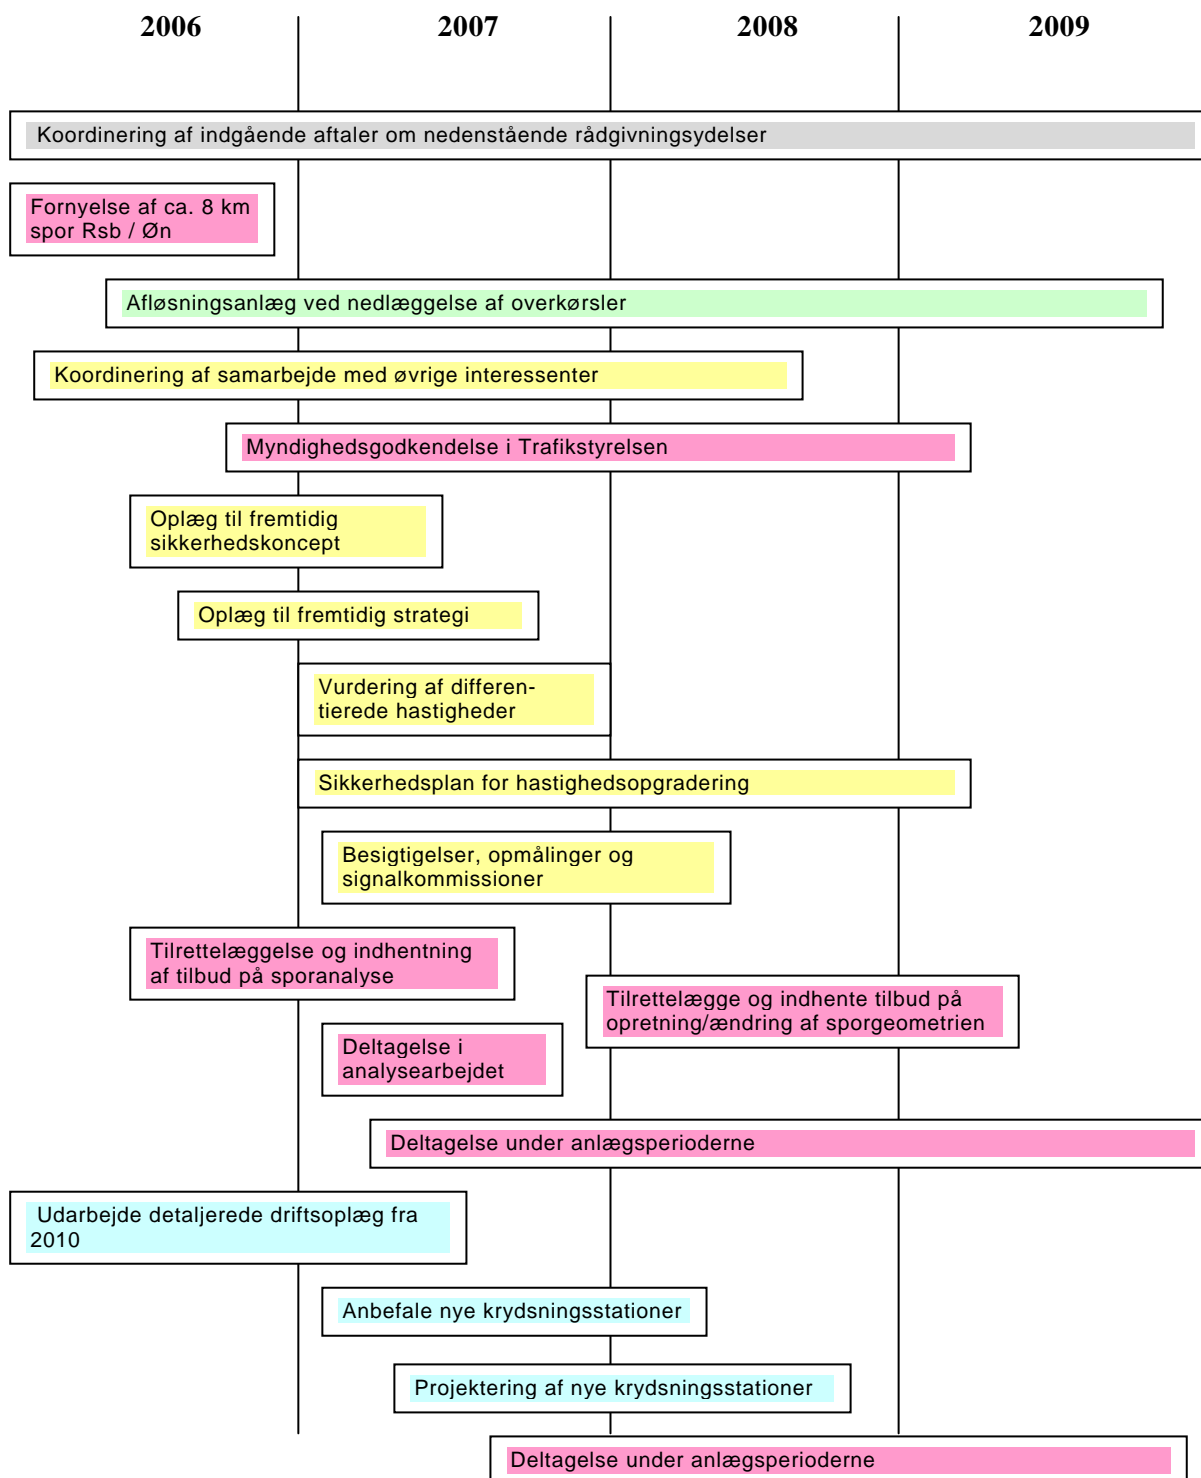 2006 2007 2008 2009
Koordinering af indgående aftaler om nedenstående rådgivningsydelser
Fornyelse af ca. 8 km
spor Rsb / Øn
Afløsningsanlæg ved nedlæggelse af overkørsler
Koordinering af samarbejde med øvrige interessenter
Myndighedsgodkendelse i Trafikstyrelsen
Oplæg til fremtidig
sikkerhedskoncept
Oplæg til fremtidig strategi
Vurdering af differen-
tierede hastigheder
Sikkerhedsplan for hastighedsopgradering
Besigtigelser, opmålinger og
signalkommissioner
Tilrettelæggelse og indhentning
af tilbud på sporanalyse
Tilrettelægge og indhente tilbud på
opretning/ændring af sporgeometrien
Deltagelse i
analysearbejdet
Deltagelse under anlægsperioderne
Udarbejde detaljerede driftsoplæg fra
2010
Anbefale nye krydsningsstationer
Projektering af nye krydsningsstationer
Deltagelse under anlægsperioderne